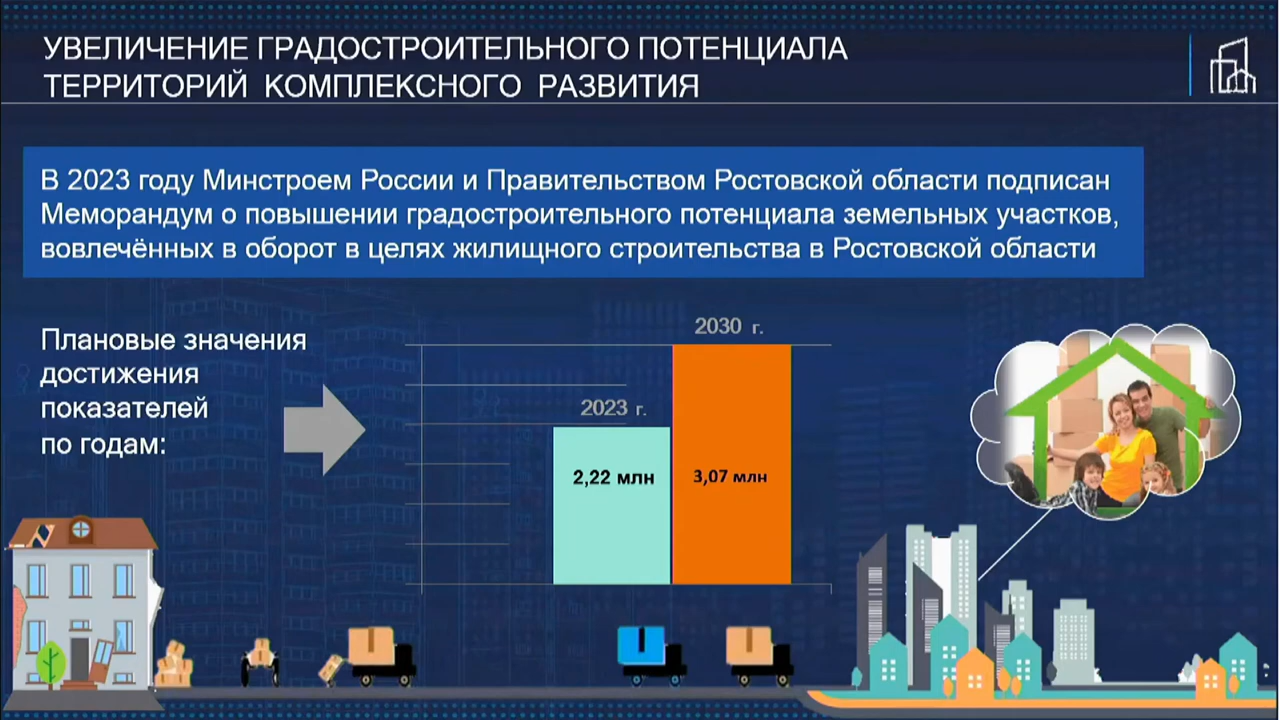 УВЕЛИЧЕНИЕ ГРАДОСТРОИТЕЛЬНОГО ПОТЕНЦИАЛА
ТЕРРИТОРИЙ КОМПЛЕКСНОГО РАЗВИТИЯ
В 2023 году Минстроем России и Правительством Ростовской области подписан
Меморандум о повышении градостроительного потенциала земельных участков,
вовлечённых в оборот в целях жилищного строительства в Ростовской области
Плановые значения
достижения
показателей
по годам:
2030 г.
2023 г.
2,22 млн
3,07 млн